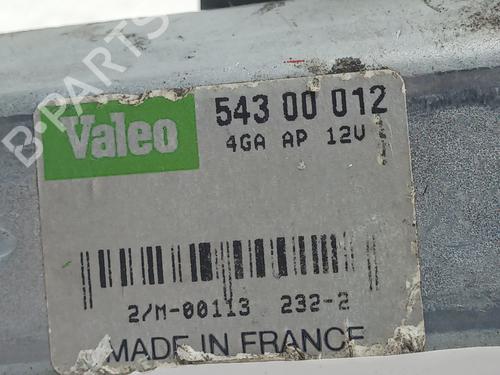 B-PARTS
Valeo
543 00 012
4GA AP 12V
2/M-00113 232-2
MADE IN FRANCE